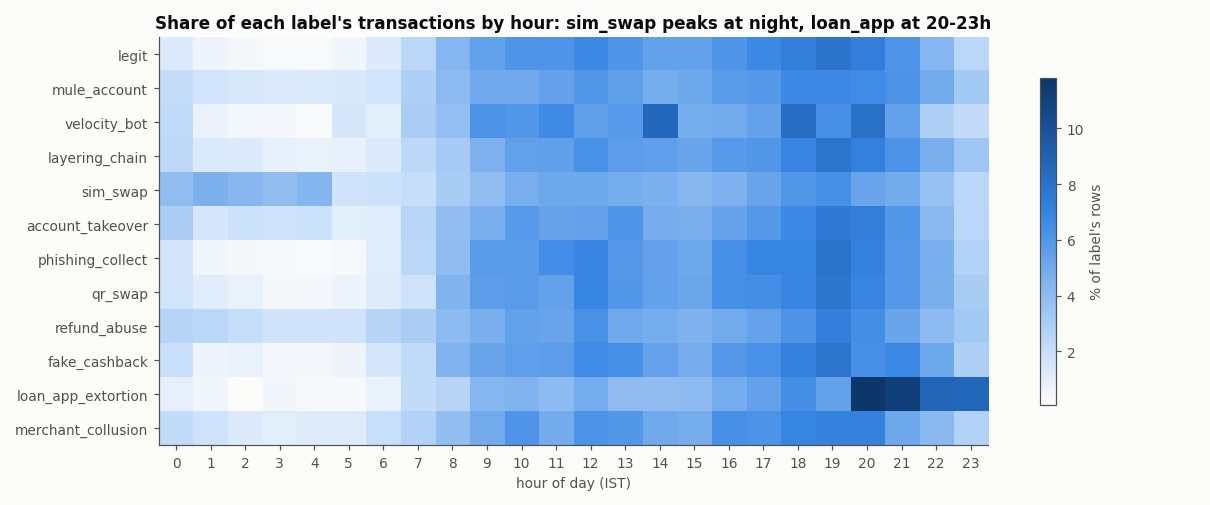 Share of each label's transactions by hour: sim_swap peaks at night, loan_app at 20-23h
legit
mule_account
velocity_bot
layering_chain
sim_swap
account_takeover
phishing_collect
qr_swap
refund_abuse
fake_cashback
loan_app_extortion
merchant_collusion
0 1 2 3 4 5 6 7 8 9 10 11 12 13 14 15 16 17 18 19 20 21 22 23
hour of day (IST)
10
8
6
4
2
% of label's rows